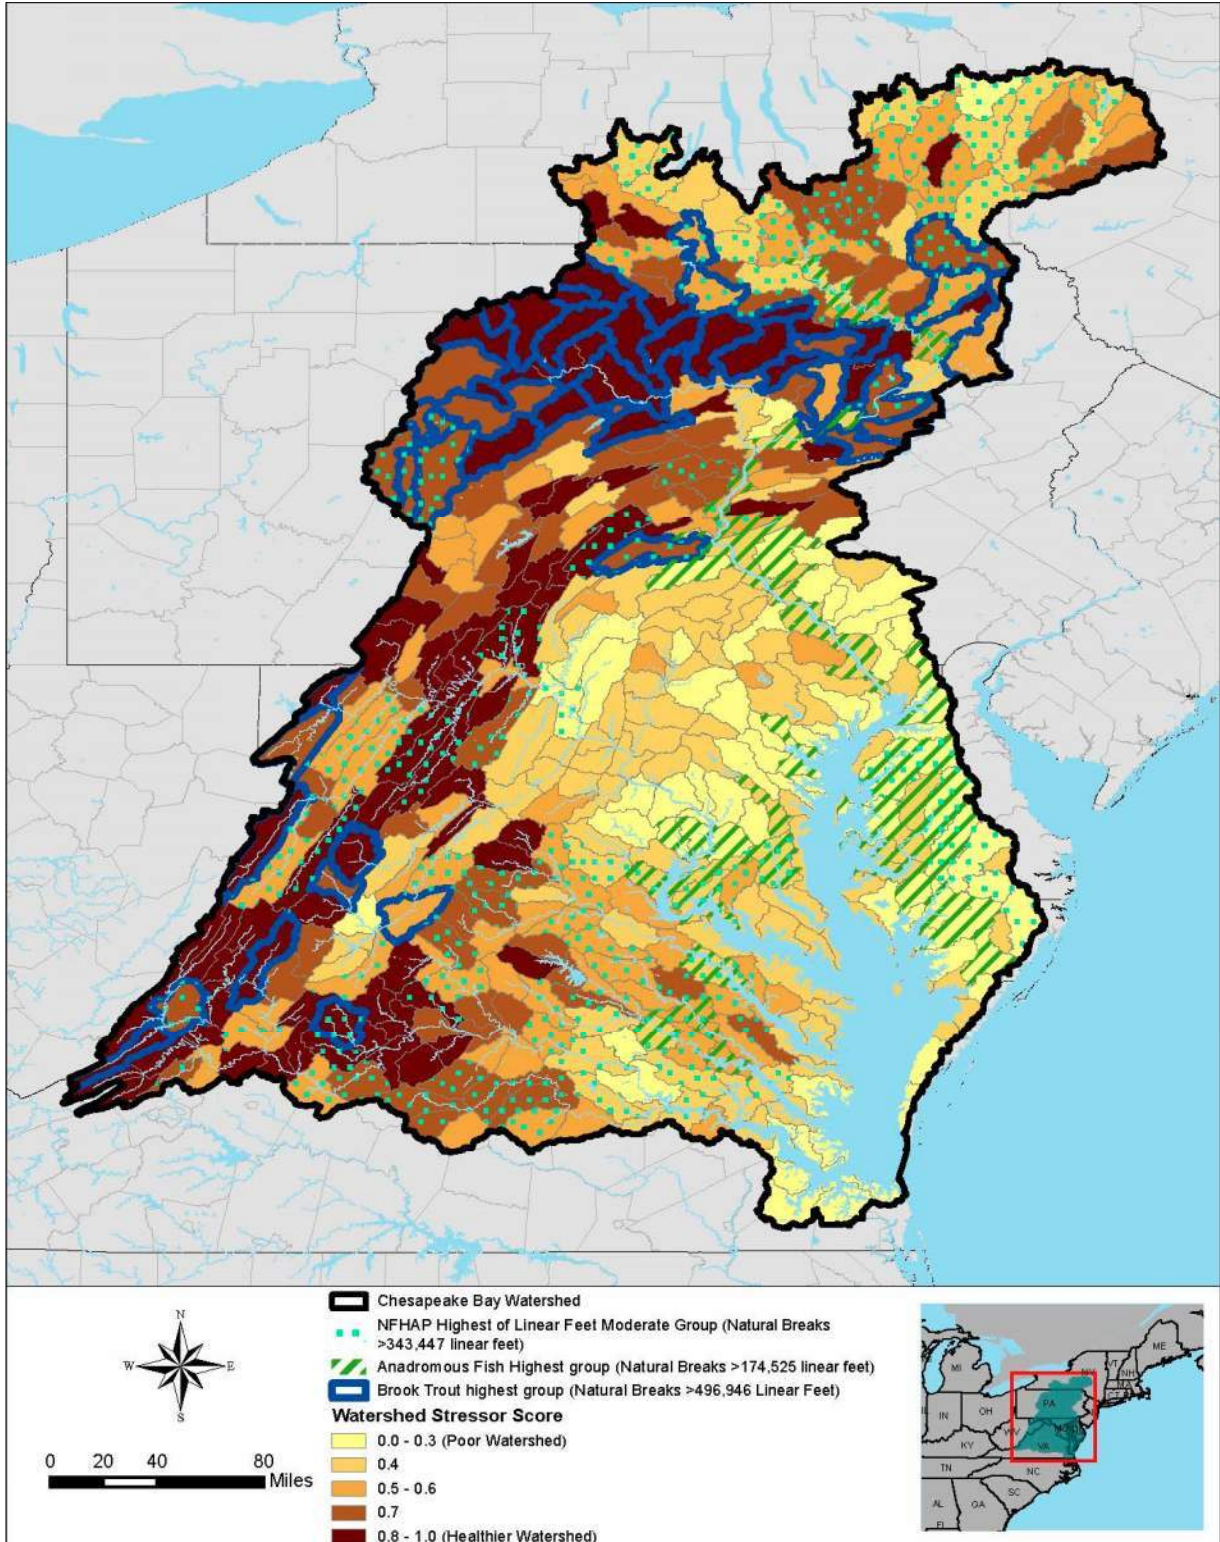 N
W
E
S
0
20
40
80
Miles
Chesapeake Bay Watershed
NFHAP Highest of Linear Feet Moderate Group (Natural Breaks
>343,447 linear feet)
Anadromous Fish Highest group (Natural Breaks >174,525 linear feet)
Brook Trout highest group (Natural Breaks >496,946 Linear Feet)
Watershed Stressor Score
0.0 - 0.3 (Poor Watershed)
0.4
0.5 - 0.6
0.7
0.8 - 1.0 (Healthier Watershed)
ME
VT
NH
MI
PA
OH
IN
WV
VA
KY
TN
NC
SC
AL
GA